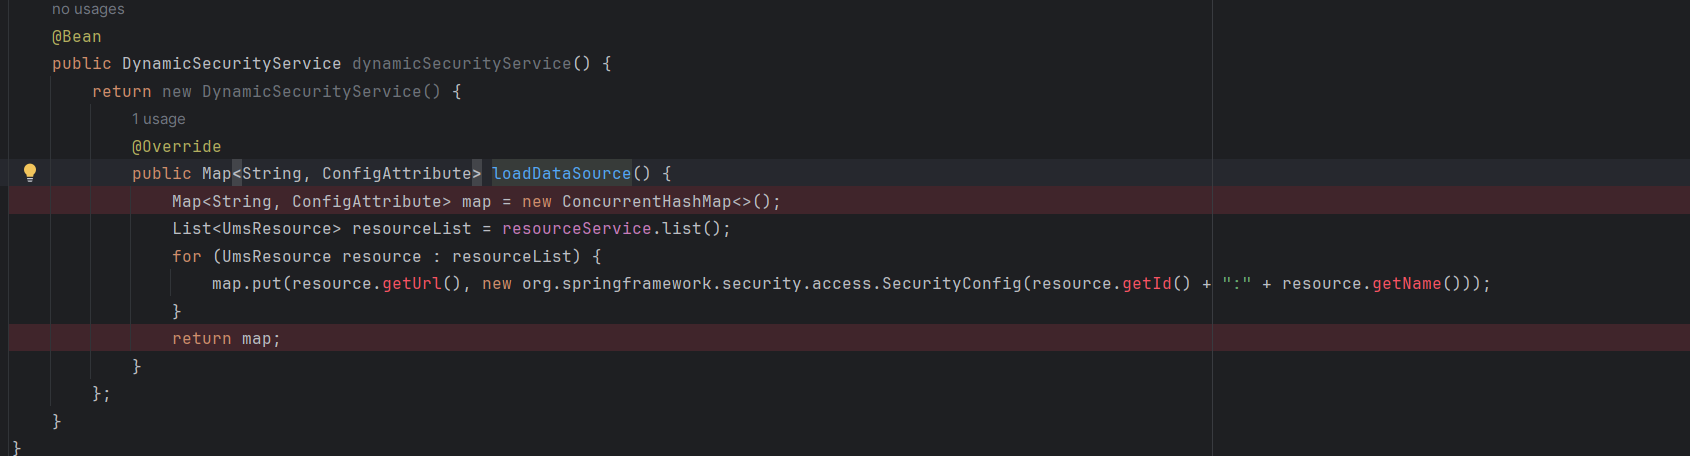 no usages
@Bean
public DynamicSecurityService dynamicSecurityService() {
return new DynamicSecurityService() {
1 usage
@Override
public Map<String, ConfigAttribute> loadDataSource() {
Map<String, ConfigAttribute> map = new ConcurrentHashMap<>();
List<UmsResource> resourceList = resourceService.list();
for (UmsResource resource : resourceList) {
map.put(resource.getUrl(), new org.springframework.security.access.SecurityConfig(resource.getId() + ":" + resource.getName()));
}
return map;
}
};
}
}